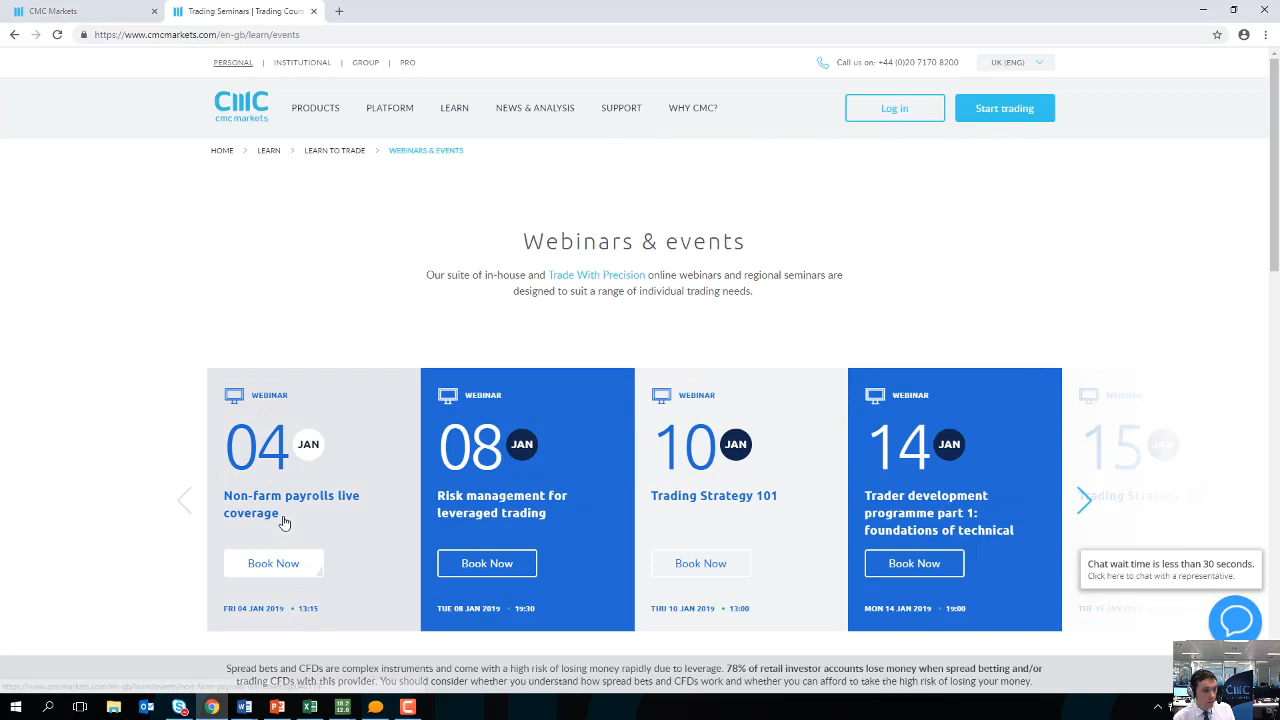 CMC Markets
Trading Seminars | Trading Cours
https://www.cmcmarkets.com/en-gb/learn/events
PERSONAL | INSTITUTIONAL | GROUP | PRO
Call us on: +44 (0)20 7170 8200
UK (ENG)
cmc markets
PRODUCTS PLATFORM LEARN NEWS & ANALYSIS SUPPORT WHY CMC?
Log in
Start trading
HOME > LEARN > LEARN TO TRADE > WEBINARS & EVENTS
Webinars & events
Our suite of in-house and Trade With Precision online webinars and regional seminars are
designed to suit a range of individual trading needs.
WEBINAR
04 JAN
Non-farm payrolls live
coverage
Book Now
FRI 04 JAN 2019 • 13:15
WEBINAR
08 JAN
Risk management for
leveraged trading
Book Now
TUE 08 JAN 2019 • 19:30
WEBINAR
10 JAN
Trading Strategy 101
Book Now
THU 10 JAN 2019 • 13:00
WEBINAR
14 JAN
Trader development
programme part 1:
foundations of technical
Book Now
MON 14 JAN 2019 • 19:00
WEBINAR
15 JAN
Trading Strategy
Chat wait time is less than 30 seconds.
Click here to chat with a representative.
TUE 15 JAN 2019
Spread bets and CFDs are complex instruments and come with a high risk of losing money rapidly due to leverage. 78% of retail investor accounts lose money when spread betting and/or
trading CFDs with this provider. You should consider whether you understand how spread bets and CFDs work and whether you can afford to take the high risk of losing your money.